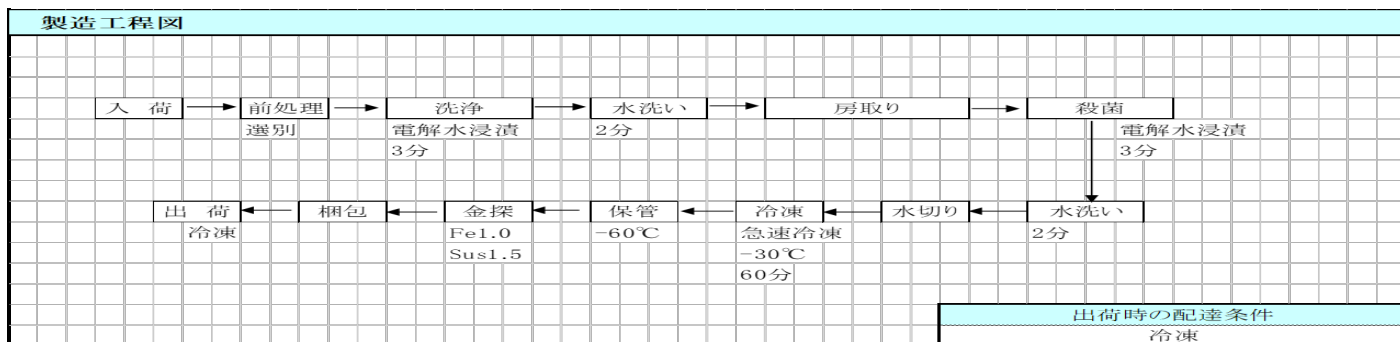 製造工程図
入　荷 前処理 洗浄 水洗い 房取り 殺菌
選別 電解水浸漬 2分 電解水浸漬
3分 3分
出　荷 梱包 金探 保管 冷凍 水切り 水洗い
冷凍 Fe1.0 -60℃ 急速冷凍 2分
Sus1.5 -30℃
60分
出荷時の配達条件
冷凍